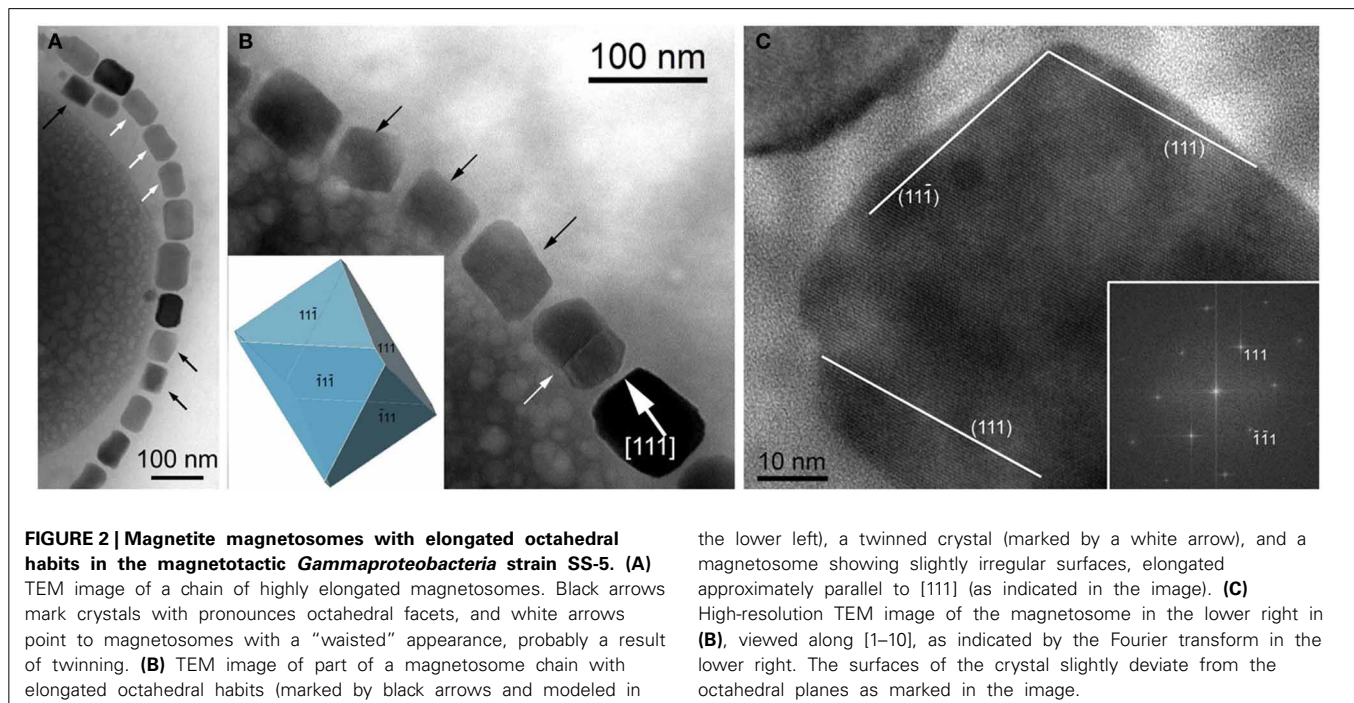 A
B
C
100 nm
100 nm
10 nm
(111̄)
(111)
(111)
111̄
111
1̄11̄
1̄11
[111]
111
1̄1̄1
FIGURE 2 | Magnetite magnetosomes with elongated octahedral
habits in the magnetotactic Gammaproteobacteria strain SS-5. (A)
TEM image of a chain of highly elongated magnetosomes. Black arrows
mark crystals with pronounces octahedral facets, and white arrows
point to magnetosomes with a “waisted” appearance, probably a result
of twinning. (B) TEM image of part of a magnetosome chain with
elongated octahedral habits (marked by black arrows and modeled in
the lower left), a twinned crystal (marked by a white arrow), and a
magnetosome showing slightly irregular surfaces, elongated
approximately parallel to [111] (as indicated in the image). (C)
High-resolution TEM image of the magnetosome in the lower right in
(B), viewed along [1–10], as indicated by the Fourier transform in the
lower right. The surfaces of the crystal slightly deviate from the
octahedral planes as marked in the image.